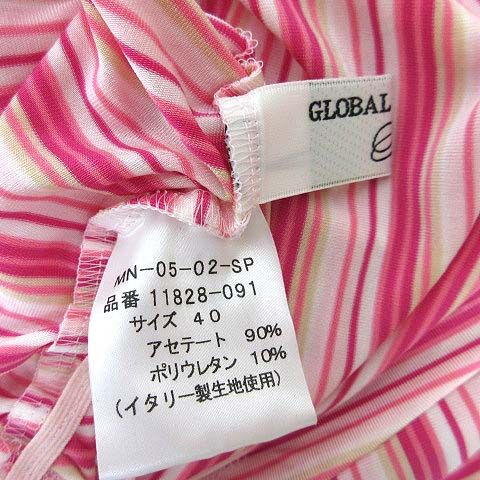 GLOBAL
MN-05-02-SP
品番 11828-091
サイズ 40
アセテート 90%
ポリウレタン 10%
(イタリー製生地使用)